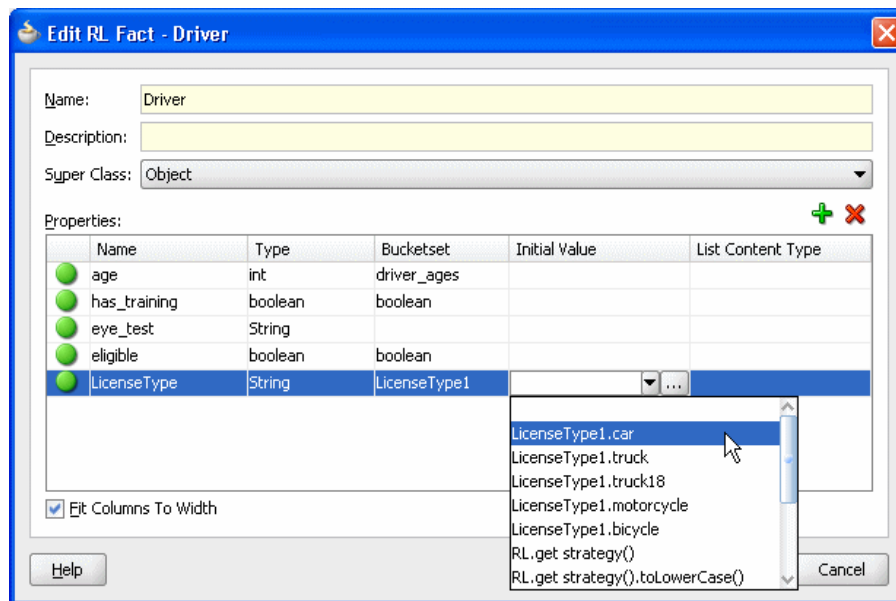 Edit RL Fact - Driver
Name: Driver
Description:
Super Class: Object
Properties:
Name Type Bucketset Initial Value List Content Type
age int driver_ages
has_training boolean boolean
eye_test String
eligible boolean boolean
LicenseType String LicenseType1 ...
LicenseType1.car
LicenseType1.truck
LicenseType1.truck18
LicenseType1.motorcycle
LicenseType1.bicycle
RL.get strategy()
RL.get strategy().toLowerCase()
Fit Columns To Width
Help Cancel